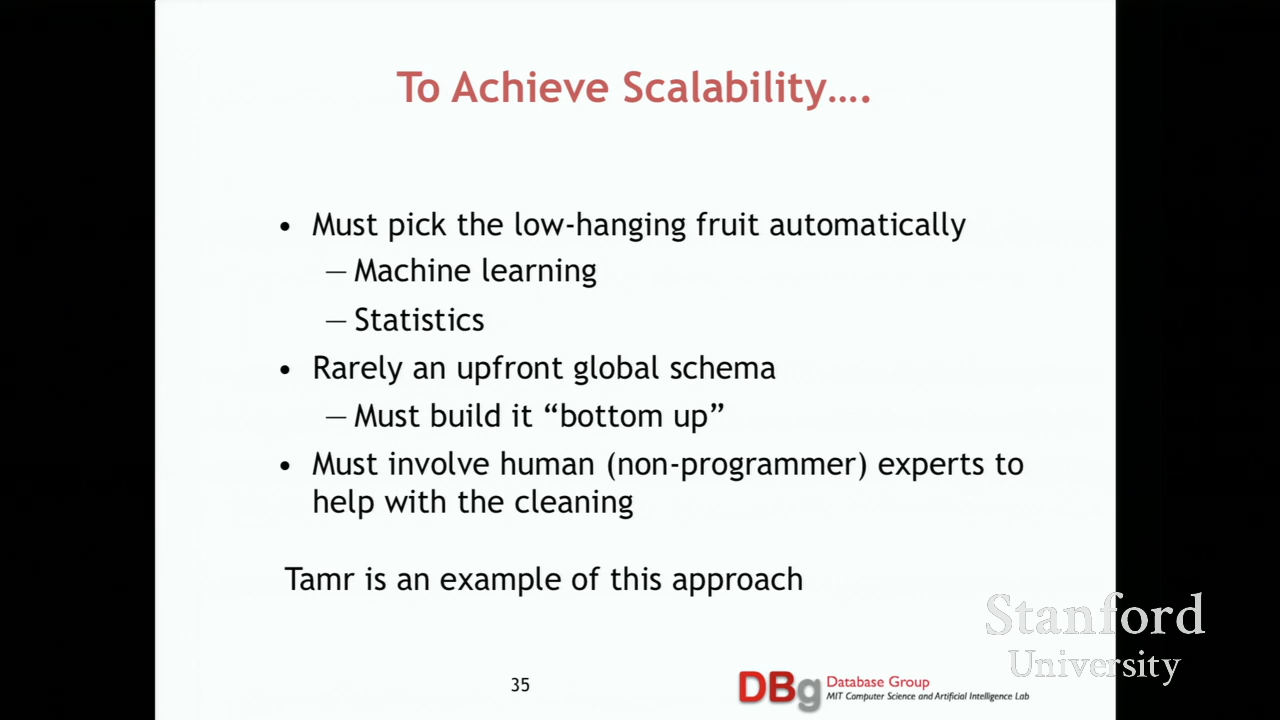 To Achieve Scalability....
• Must pick the low-hanging fruit automatically
– Machine learning
– Statistics
• Rarely an upfront global schema
– Must build it “bottom up”
• Must involve human (non-programmer) experts to
help with the cleaning
Tamr is an example of this approach
35
DBg Database Group
MIT Computer Science and Artificial Intelligence Lab
Stanford
University